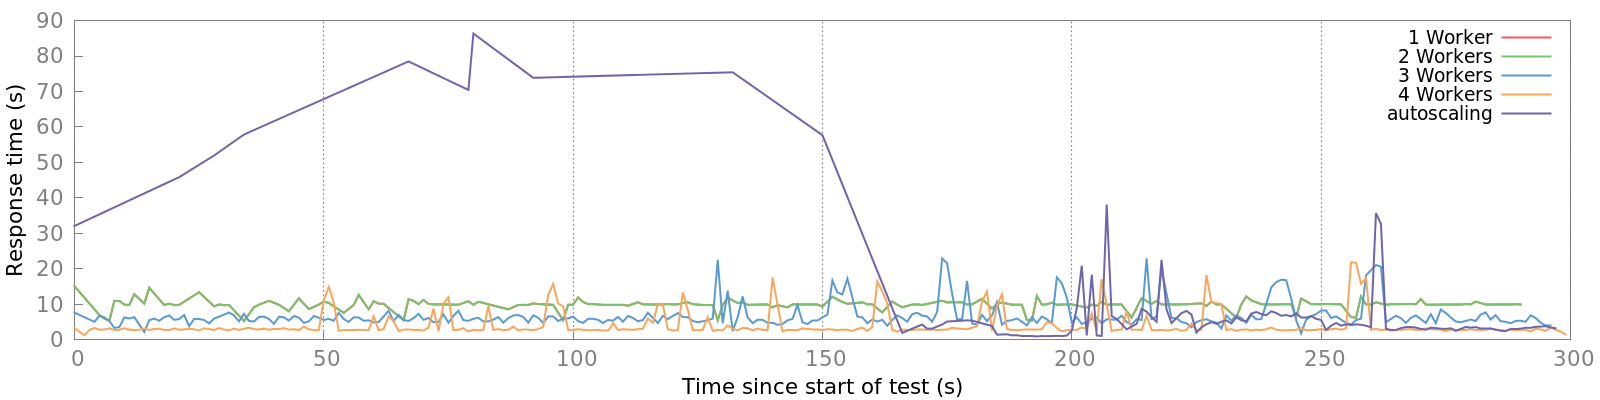 90
80
70
60
50
40
30
20
10
0
Response time (s)
1 Worker
2 Workers
3 Workers
4 Workers
autoscaling
0 50 100 150 200 250 300
Time since start of test (s)